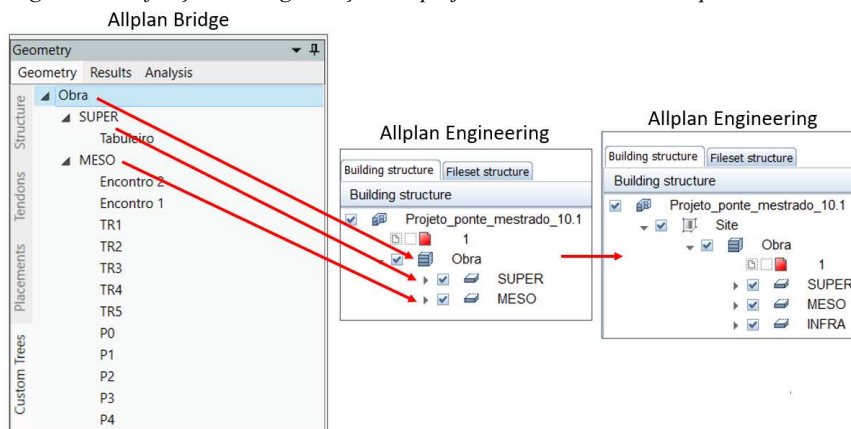 Allplan Bridge
Geometry
Geometry Results Analysis
Structure
Tendons
Placements
Custom Trees
Obra
SUPER
Tabuleiro
MESO
Encontro 2
Encontro 1
TR1
TR2
TR3
TR4
TR5
P0
P1
P2
P3
P4
Allplan Engineering
Building structure Fileset structure
Building structure
Projeto_ponte_mestrado_10.1
1
Obra
SUPER
MESO
Allplan Engineering
Building structure Fileset structure
Building structure
Projeto_ponte_mestrado_10.1
Site
Obra
1
SUPER
MESO
INFRA